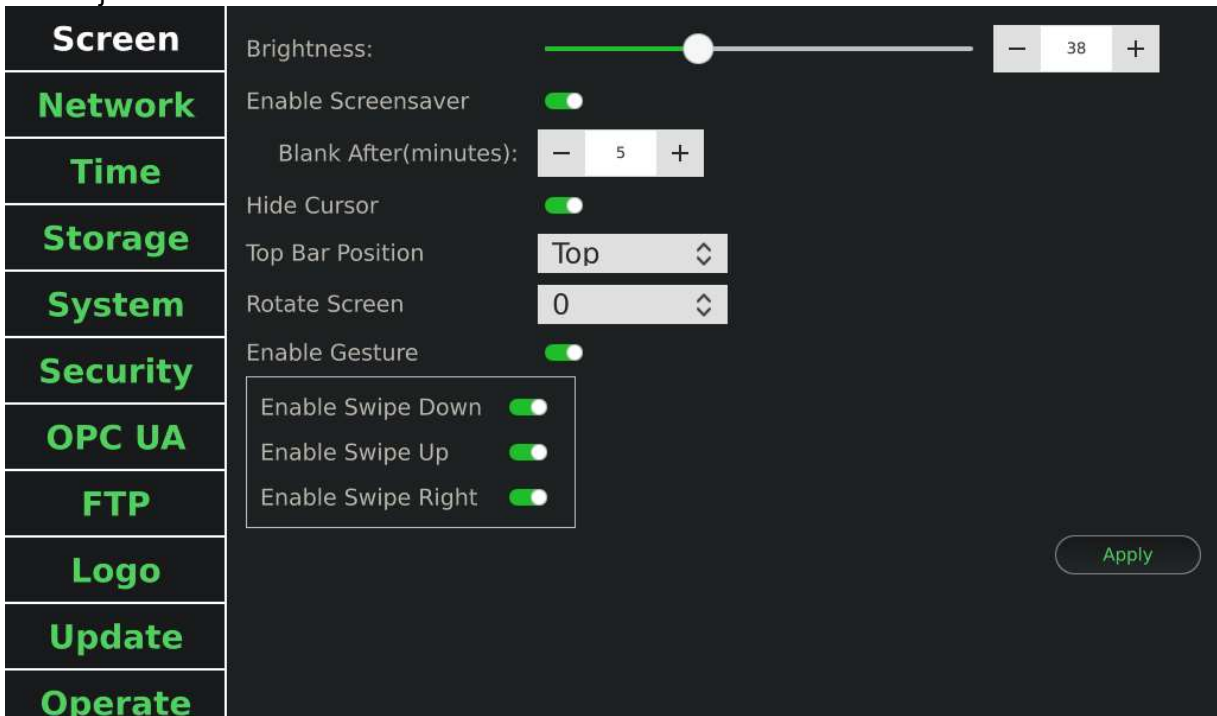 Screen
Network
Time
Storage
System
Security
OPC UA
FTP
Logo
Update
Operate
Brightness: − 38 +
Enable Screensaver
Blank After(minutes): − 5 +
Hide Cursor
Top Bar Position Top
Rotate Screen 0
Enable Gesture
Enable Swipe Down
Enable Swipe Up
Enable Swipe Right
Apply